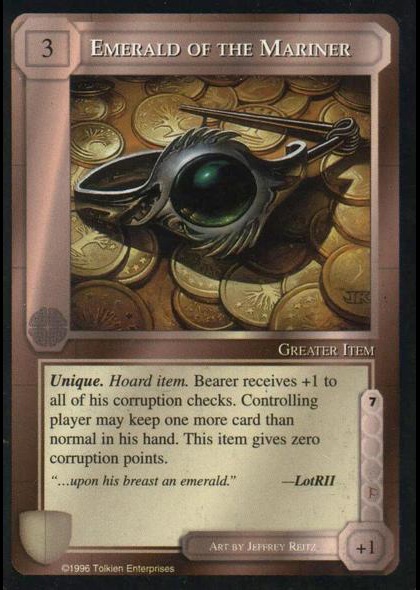 3
EMERALD OF THE MARINER
JR
GREATER ITEM
Unique. Hoard item. Bearer receives +1 to
all of his corruption checks. Controlling
player may keep one more card than
normal in his hand. This item gives zero
corruption points.
“…upon his breast an emerald.” —LotRII
7
ART BY JEFFREY REITZ
+1
©1996 Tolkien Enterprises